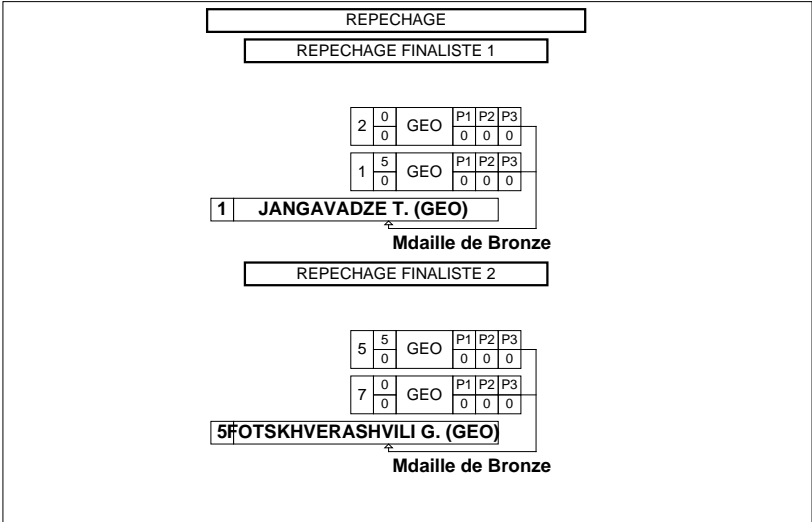 REPECHAGE
REPECHAGE FINALISTE 1
2 0 GEO P1 P2 P3
0 0 0 0
1 5 GEO P1 P2 P3
0 0 0 0
1 JANGAVADZE T. (GEO)
Mdaille de Bronze
REPECHAGE FINALISTE 2
5 5 GEO P1 P2 P3
0 0 0 0
7 0 GEO P1 P2 P3
0 0 0 0
5 FOTSKHVERASHVILI G. (GEO)
Mdaille de Bronze